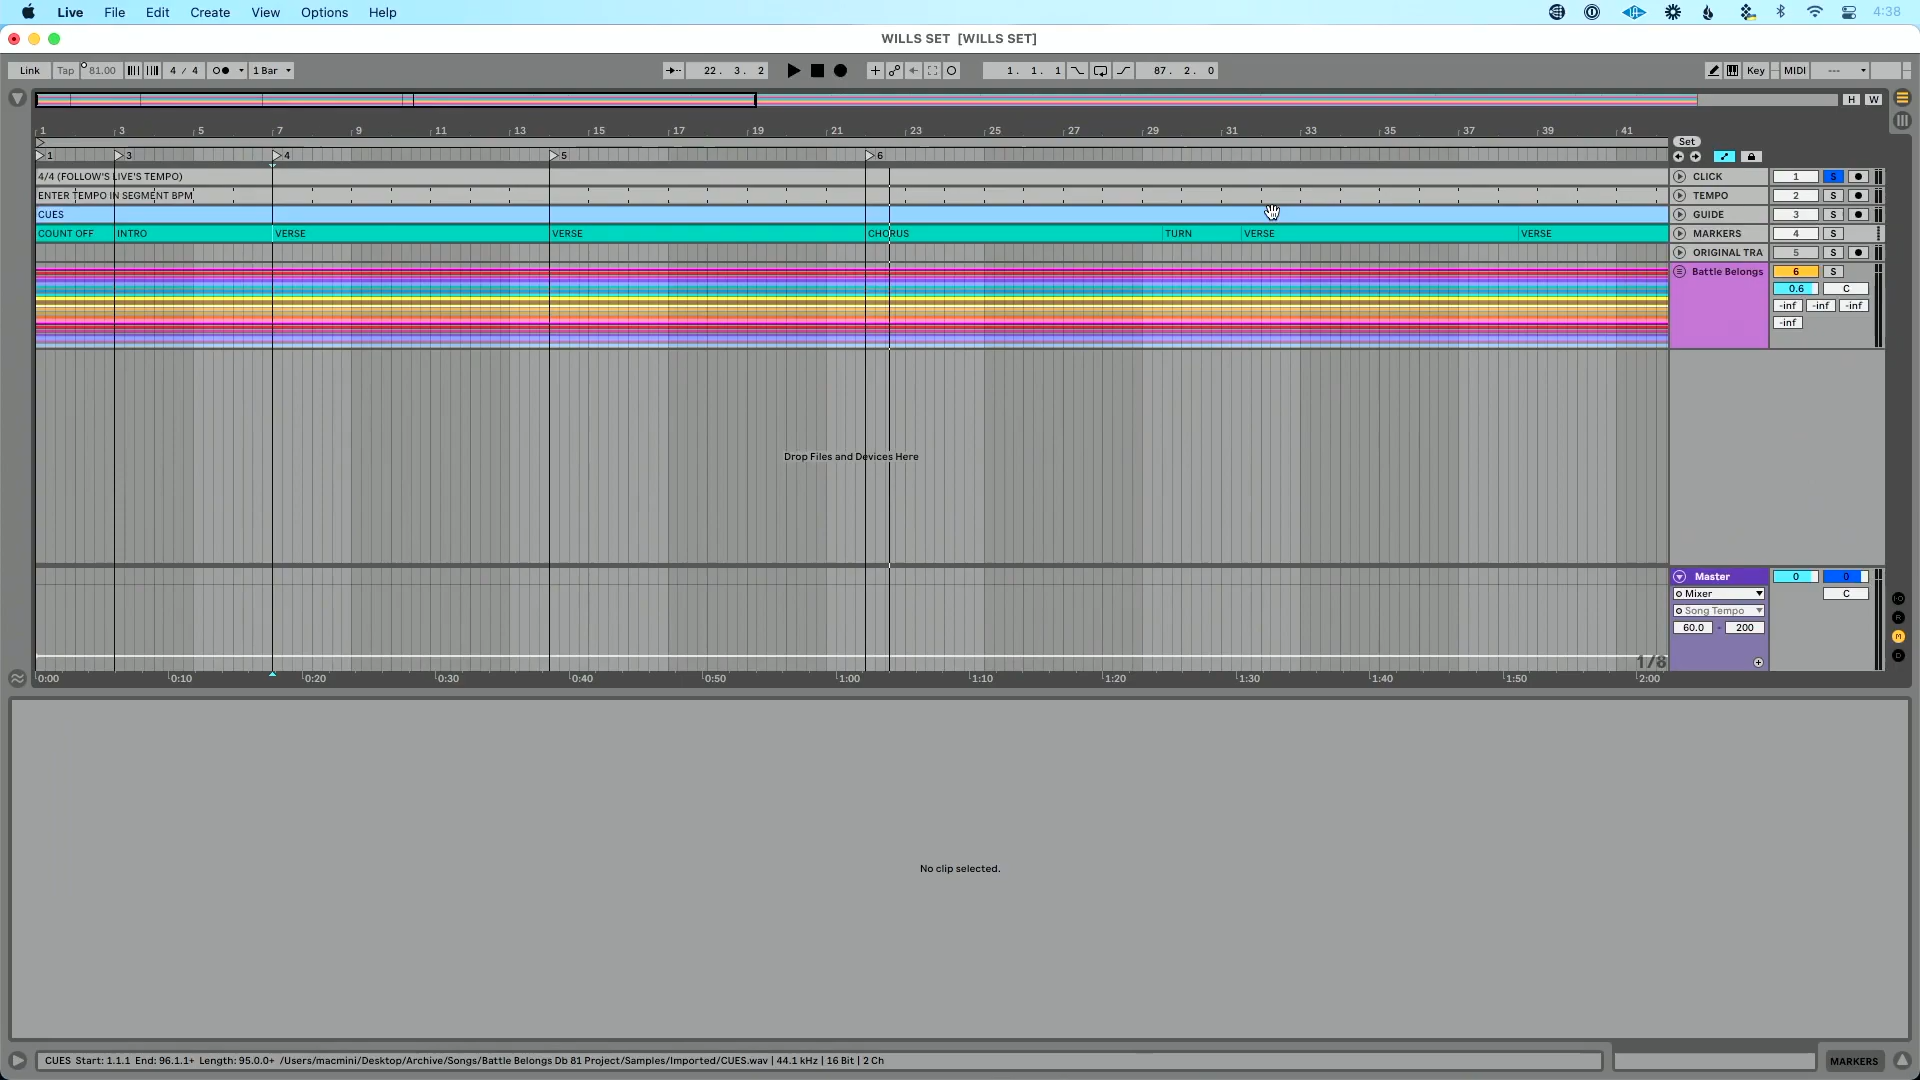 Live File Edit Create View Options Help 4:38
WILLS SET [WILLS SET]
Link Tap 81.00 4 / 4 1 Bar 22. 3. 2 1. 1. 1 87. 2. 0 Key MIDI ---
H W
1 3 5 7 9 11 13 15 17 19 21 23 25 27 29 31 33 35 37 39 41
Set
1 3 4 5 6
4/4 (FOLLOW'S LIVE'S TEMPO) CLICK 1 S
ENTER TEMPO IN SEGMENT BPM TEMPO 2 S
CUES GUIDE 3 S
COUNT OFF INTRO VERSE VERSE CHORUS TURN VERSE VERSE MARKERS 4 S
ORIGINAL TRA 5 S
Battle Belongs 6 S
0.6 C
-inf -inf -inf
-inf
Drop Files and Devices Here
Master 0 0
Mixer C
Song Tempo
60.0 - 200
1/8
0:00 0:10 0:20 0:30 0:40 0:50 1:00 1:10 1:20 1:30 1:40 1:50 2:00
I·O
R
M
D
No clip selected.
CUES Start: 1.1.1 End: 96.1.1+ Length: 95.0.0+ /Users/macmini/Desktop/Archive/Songs/Battle Belongs Db 81 Project/Samples/Imported/CUES.wav | 44.1 kHz | 16 Bit | 2 Ch MARKERS